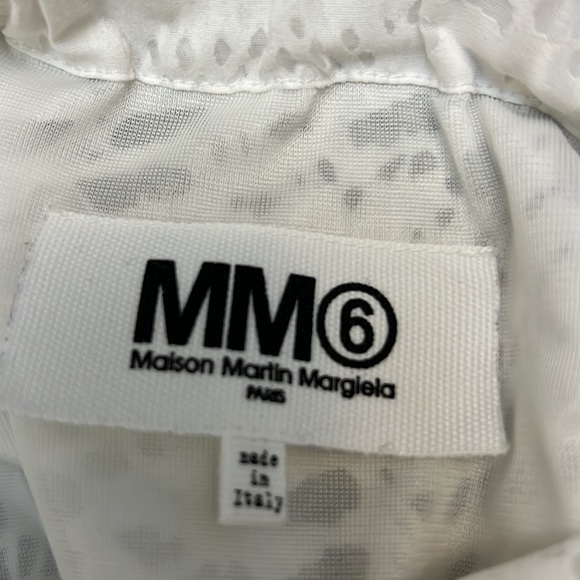 MM⑥
Maison Martin Margiela
PARIS
made
in
Italy